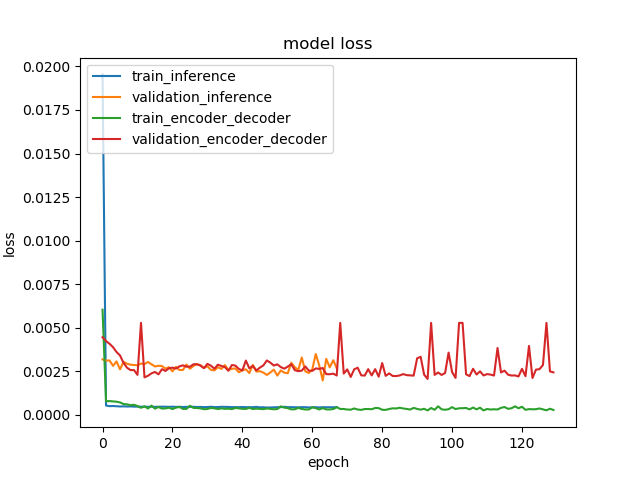 model loss
train_inference
validation_inference
train_encoder_decoder
validation_encoder_decoder
0.0200
0.0175
0.0150
0.0125
0.0100
0.0075
0.0050
0.0025
0.0000
loss
0 20 40 60 80 100 120
epoch